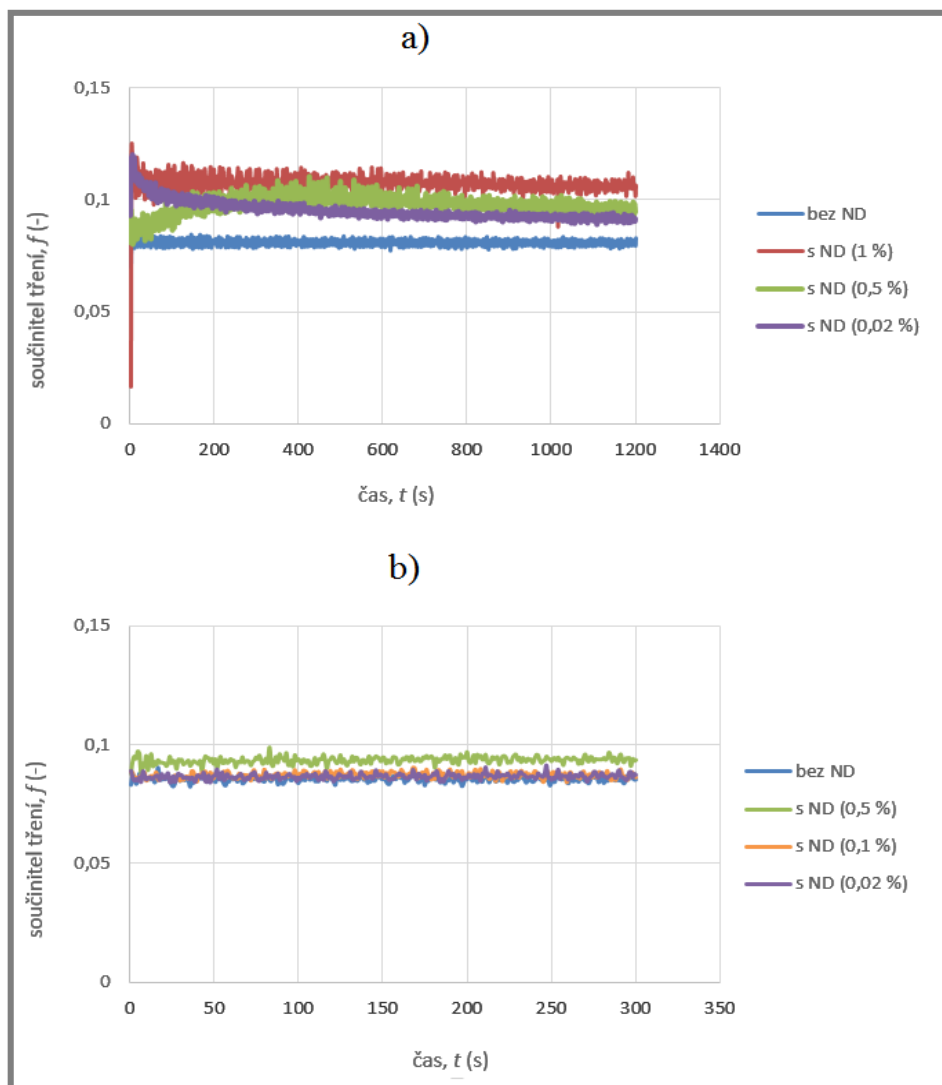 a)
0,15
0,1
0,05
0
0
200
400
600
800
1000
1200
1400
součinitel tření, f (-)
čas, t (s)
bez ND
s ND (1 %)
s ND (0,5 %)
s ND (0,02 %)
b)
0,15
0,1
0,05
0
0
50
100
150
200
250
300
350
součinitel tření, f (-)
čas, t (s)
bez ND
s ND (0,5 %)
s ND (0,1 %)
s ND (0,02 %)